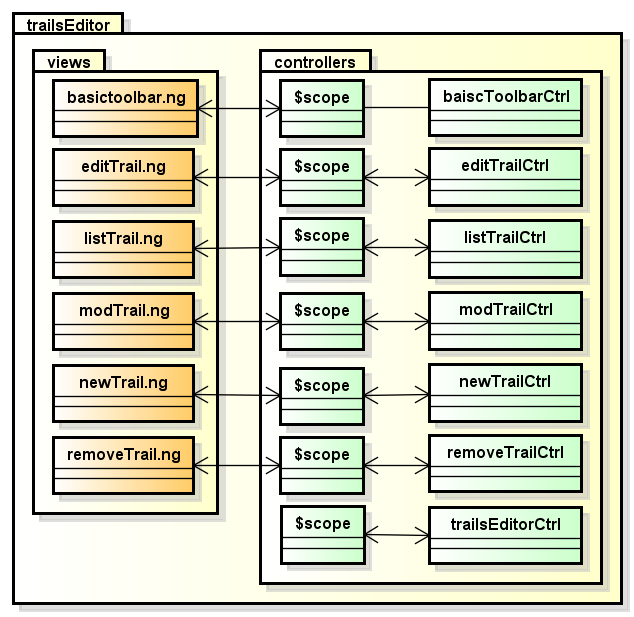 trailsEditor
views
controllers
basictoolbar.ng
$scope
baiscToolbarCtrl
editTrail.ng
$scope
editTrailCtrl
listTrail.ng
$scope
listTrailCtrl
modTrail.ng
$scope
modTrailCtrl
newTrail.ng
$scope
newTrailCtrl
removeTrail.ng
$scope
removeTrailCtrl
$scope
trailsEditorCtrl